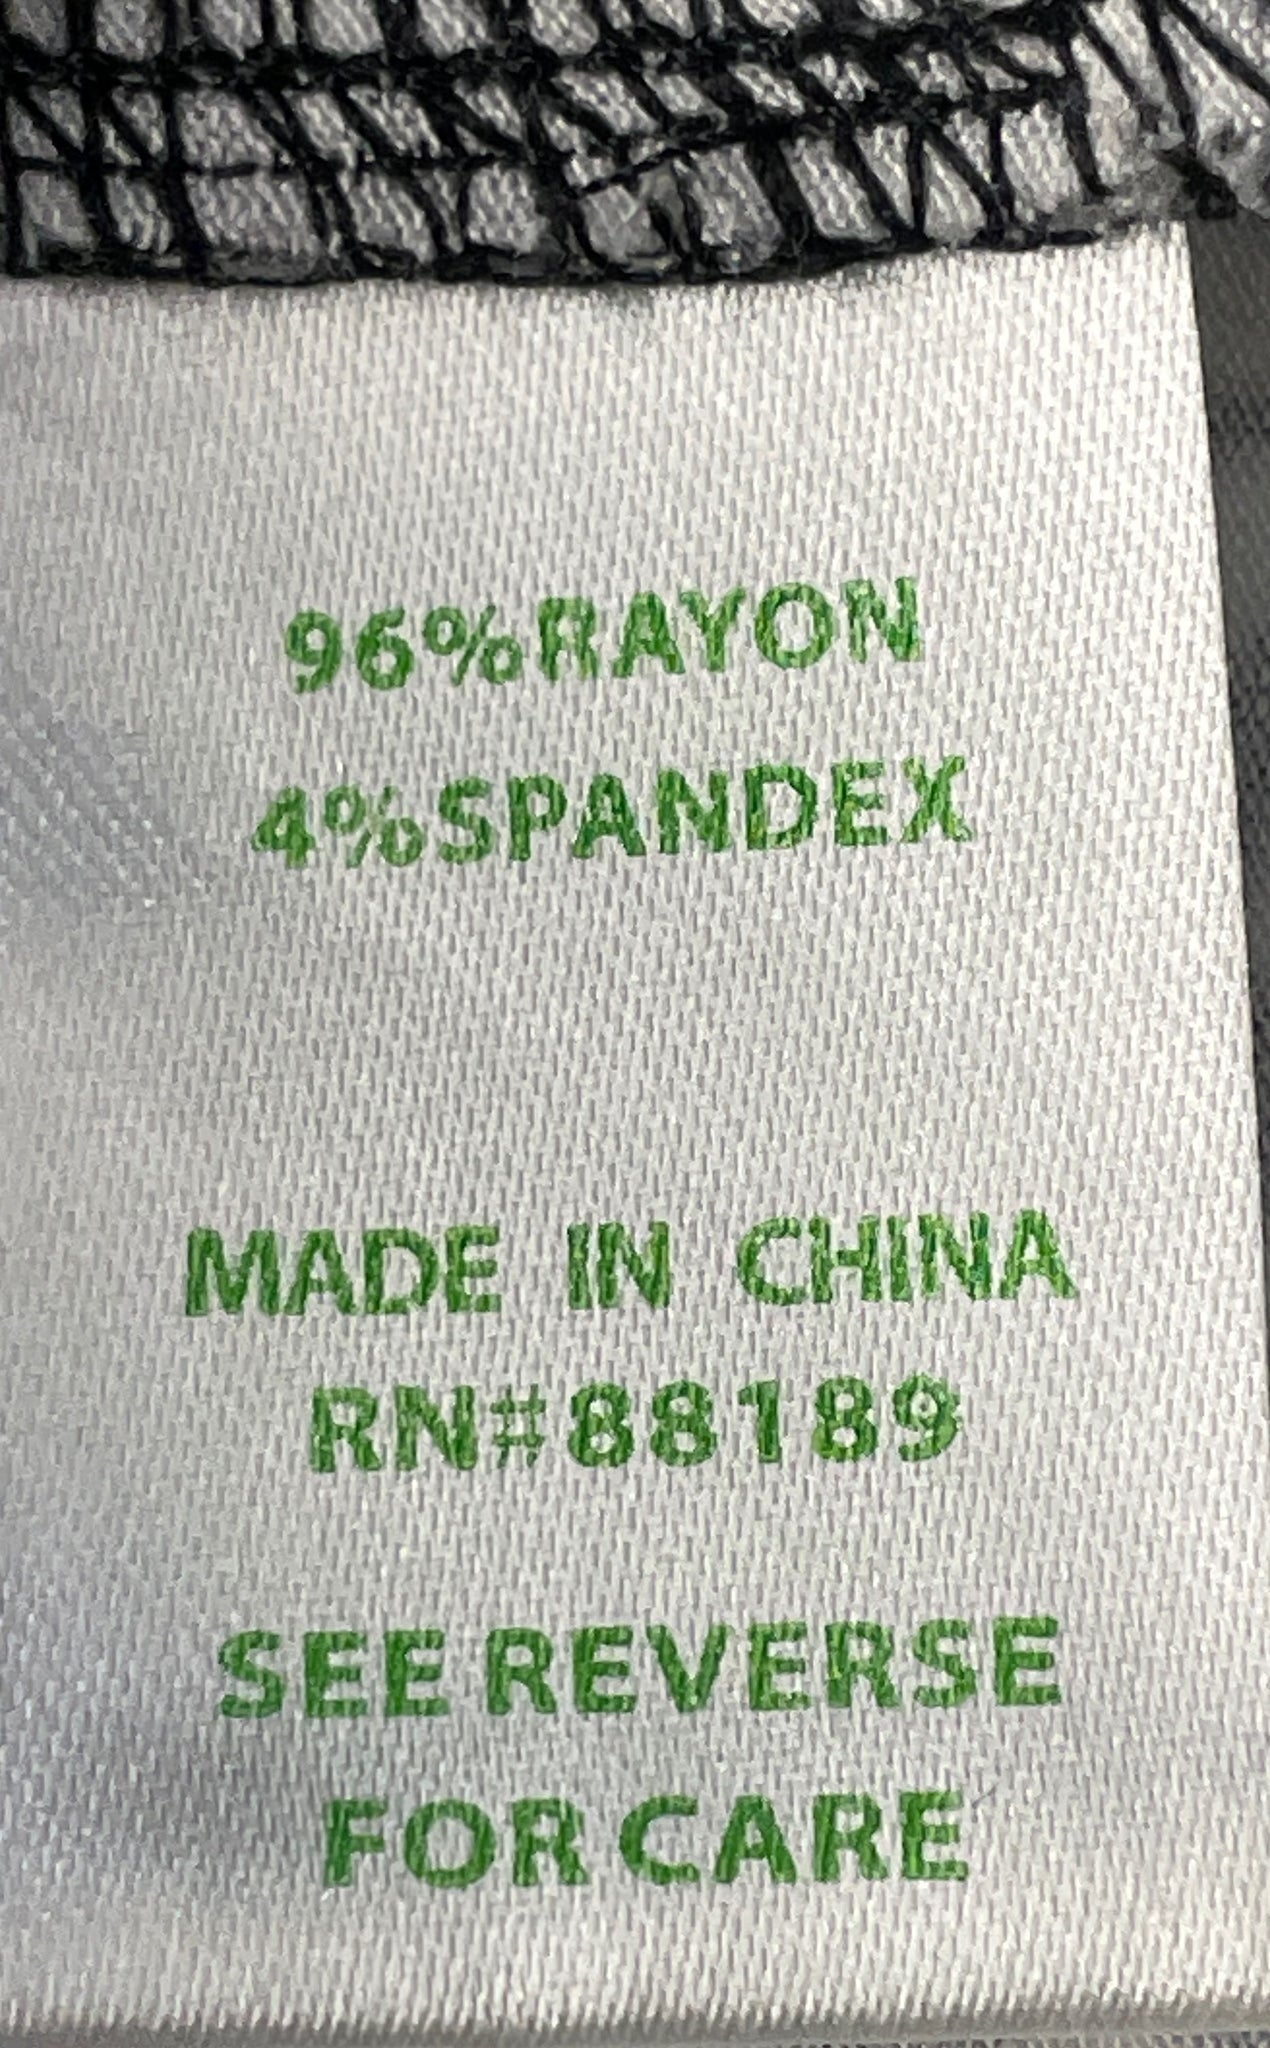 96%RAYON
4%SPANDEX
MADE IN CHINA
RN#88189
SEE REVERSE
FOR CARE